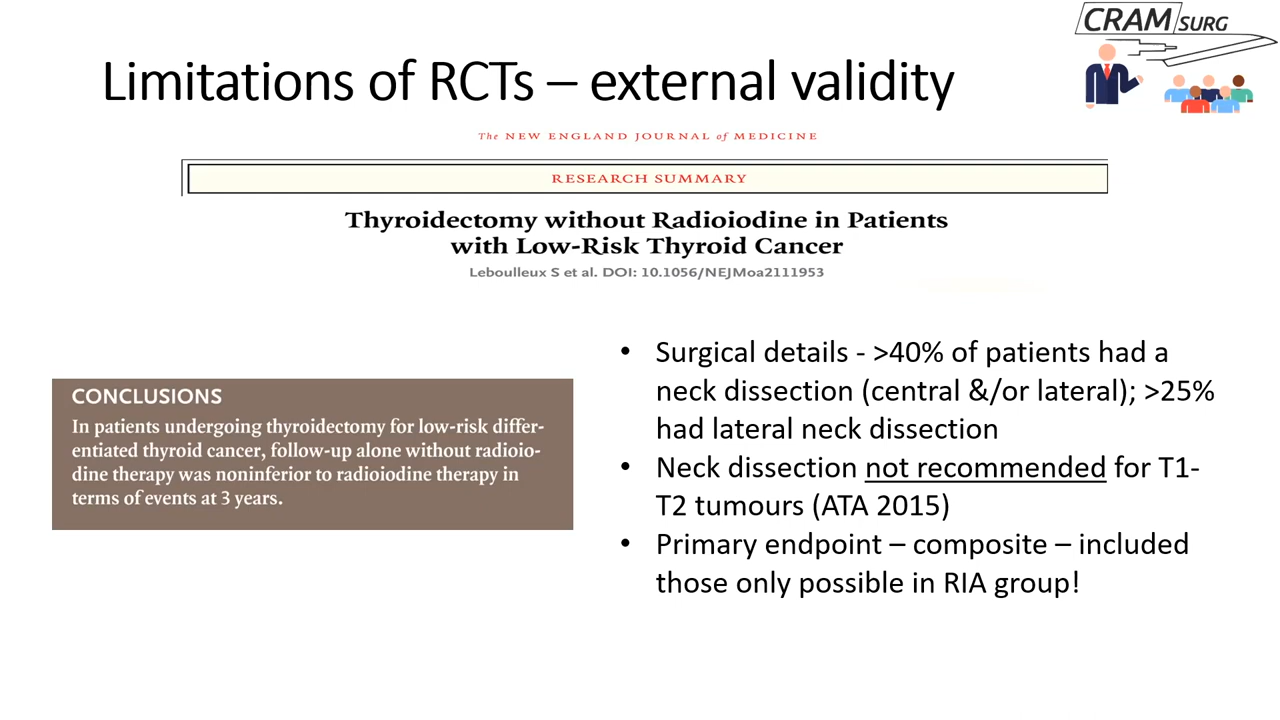 CRAM SURG
Limitations of RCTs – external validity
The NEW ENGLAND JOURNAL of MEDICINE
RESEARCH SUMMARY
Thyroidectomy without Radioiodine in Patients
with Low-Risk Thyroid Cancer
Leboulleux S et al. DOI: 10.1056/NEJMoa2111953
CONCLUSIONS
In patients undergoing thyroidectomy for low-risk differ-
entiated thyroid cancer, follow-up alone without radioio-
dine therapy was noninferior to radioiodine therapy in
terms of events at 3 years.
• Surgical details - >40% of patients had a
neck dissection (central &/or lateral); >25%
had lateral neck dissection
• Neck dissection not recommended for T1-
T2 tumours (ATA 2015)
• Primary endpoint – composite – included
those only possible in RIA group!